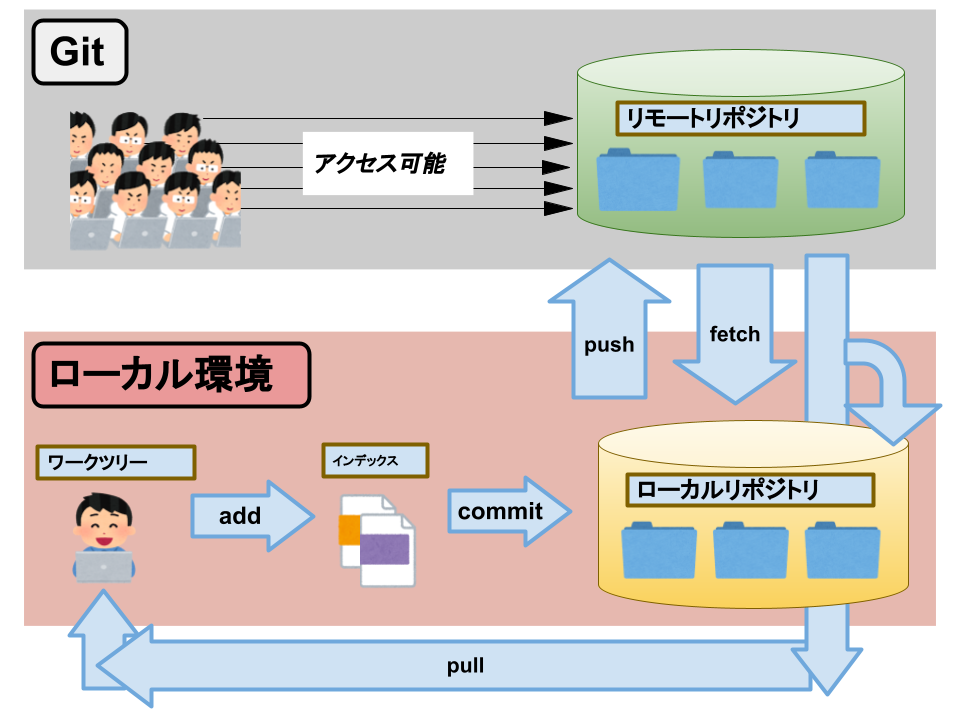 Git
リモートリポジトリ
アクセス可能
push
fetch
ローカル環境
ワークツリー
インデックス
ローカルリポジトリ
add
commit
pull